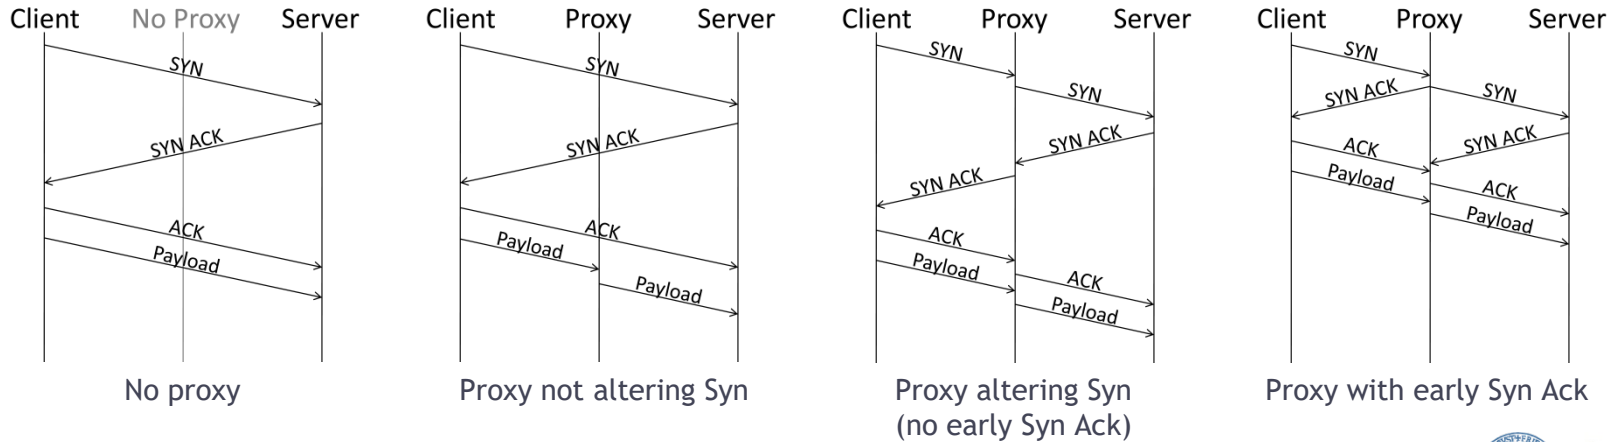 Client No Proxy Server
SYN
SYN ACK
ACK
Payload
No proxy
Client Proxy Server
SYN
SYN ACK
ACK
Payload
Payload
Proxy not altering Syn
Client Proxy Server
SYN
SYN
SYN ACK
SYN ACK
ACK
Payload
ACK
Payload
Proxy altering Syn
(no early Syn Ack)
Client Proxy Server
SYN
SYN ACK
SYN
SYN ACK
ACK
Payload
ACK
Payload
Proxy with early Syn Ack